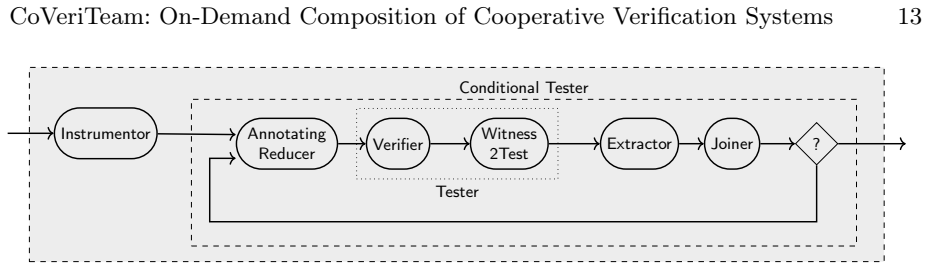 CoVeriTeam: On-Demand Composition of Cooperative Verification Systems 13
Conditional Tester
Instrumentor
Annotating
Reducer
Verifier
Witness
2Test
Extractor
Joiner
?
Tester